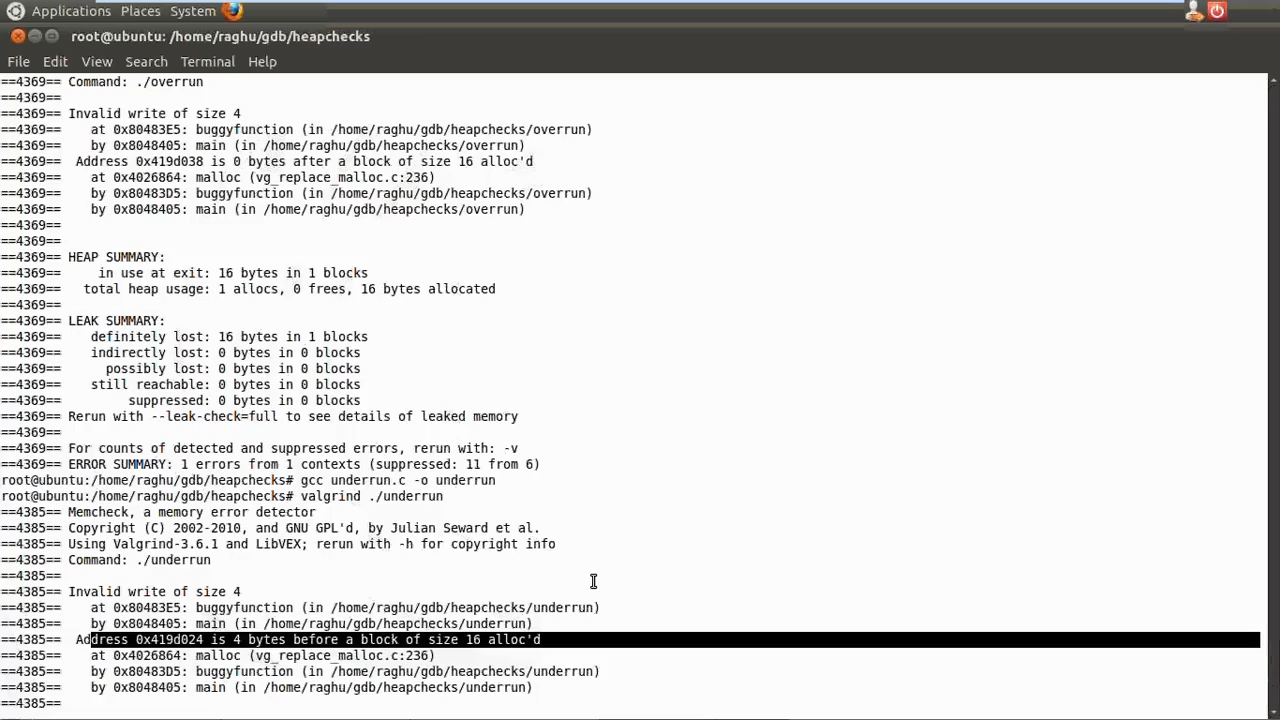 Applications Places System
root@ubuntu: /home/raghu/gdb/heapchecks
File Edit View Search Terminal Help
==4369== Command: ./overrun
==4369==
==4369== Invalid write of size 4
==4369==    at 0x80483E5: buggyfunction (in /home/raghu/gdb/heapchecks/overrun)
==4369==    by 0x8048405: main (in /home/raghu/gdb/heapchecks/overrun)
==4369==  Address 0x419d038 is 0 bytes after a block of size 16 alloc'd
==4369==    at 0x4026864: malloc (vg_replace_malloc.c:236)
==4369==    by 0x80483D5: buggyfunction (in /home/raghu/gdb/heapchecks/overrun)
==4369==    by 0x8048405: main (in /home/raghu/gdb/heapchecks/overrun)
==4369==
==4369==
==4369== HEAP SUMMARY:
==4369==     in use at exit: 16 bytes in 1 blocks
==4369==   total heap usage: 1 allocs, 0 frees, 16 bytes allocated
==4369==
==4369== LEAK SUMMARY:
==4369==    definitely lost: 16 bytes in 1 blocks
==4369==    indirectly lost: 0 bytes in 0 blocks
==4369==      possibly lost: 0 bytes in 0 blocks
==4369==    still reachable: 0 bytes in 0 blocks
==4369==         suppressed: 0 bytes in 0 blocks
==4369== Rerun with --leak-check=full to see details of leaked memory
==4369==
==4369== For counts of detected and suppressed errors, rerun with: -v
==4369== ERROR SUMMARY: 1 errors from 1 contexts (suppressed: 11 from 6)
root@ubuntu:/home/raghu/gdb/heapchecks# gcc underrun.c -o underrun
root@ubuntu:/home/raghu/gdb/heapchecks# valgrind ./underrun
==4385== Memcheck, a memory error detector
==4385== Copyright (C) 2002-2010, and GNU GPL'd, by Julian Seward et al.
==4385== Using Valgrind-3.6.1 and LibVEX; rerun with -h for copyright info
==4385== Command: ./underrun
==4385==
==4385== Invalid write of size 4
==4385==    at 0x80483E5: buggyfunction (in /home/raghu/gdb/heapchecks/underrun)
==4385==    by 0x8048405: main (in /home/raghu/gdb/heapchecks/underrun)
==4385==  Address 0x419d024 is 4 bytes before a block of size 16 alloc'd
==4385==    at 0x4026864: malloc (vg_replace_malloc.c:236)
==4385==    by 0x80483D5: buggyfunction (in /home/raghu/gdb/heapchecks/underrun)
==4385==    by 0x8048405: main (in /home/raghu/gdb/heapchecks/underrun)
==4385==